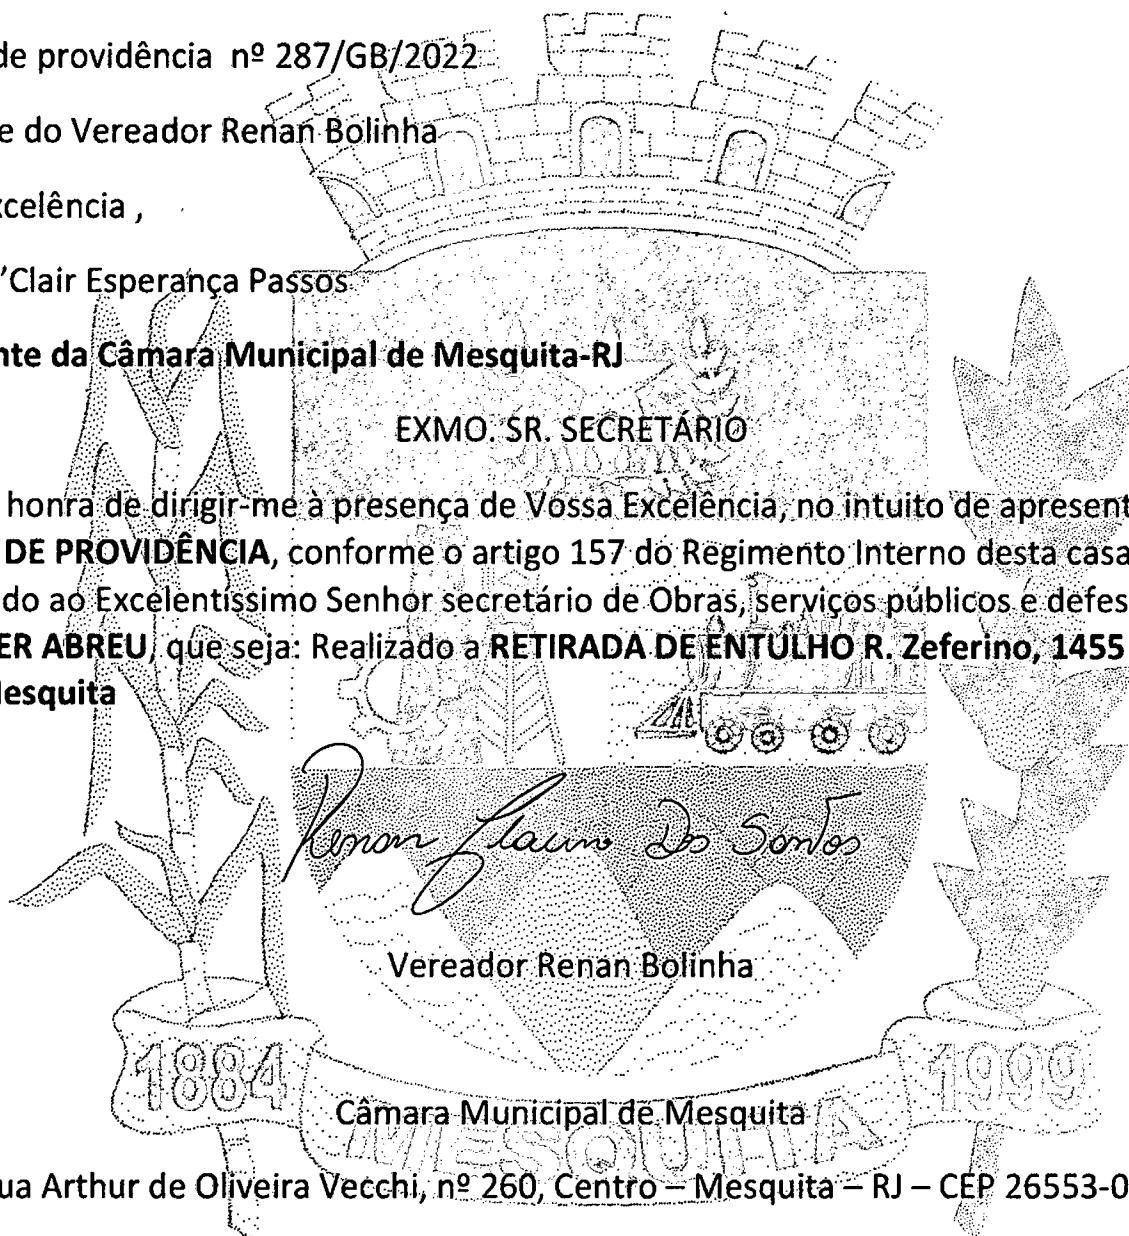 de providência nº 287/GB/2022
e do Vereador Renan Bolinha
xcelência ,
'Clair Esperança Passos
nte da Câmara Municipal de Mesquita-RJ
EXMO. SR. SECRETÁRIO
honra de dirigir-me à presença de Vossa Excelência, no intuito de apresent
DE PROVIDÊNCIA, conforme o artigo 157 do Regimento Interno desta casa
do ao Excelentíssimo Senhor secretário de Obras, serviços públicos e defes
ER ABREU, que seja: Realizado a RETIRADA DE ENTULHO R. Zeferino, 1455
Mesquita
Renan Dos Santos
Vereador Renan Bolinha
1884
1999
Câmara Municipal de Mesquita
MESQUITA
ua Arthur de Oliveira Vecchi, nº 260, Centro – Mesquita – RJ – CEP 26553-0